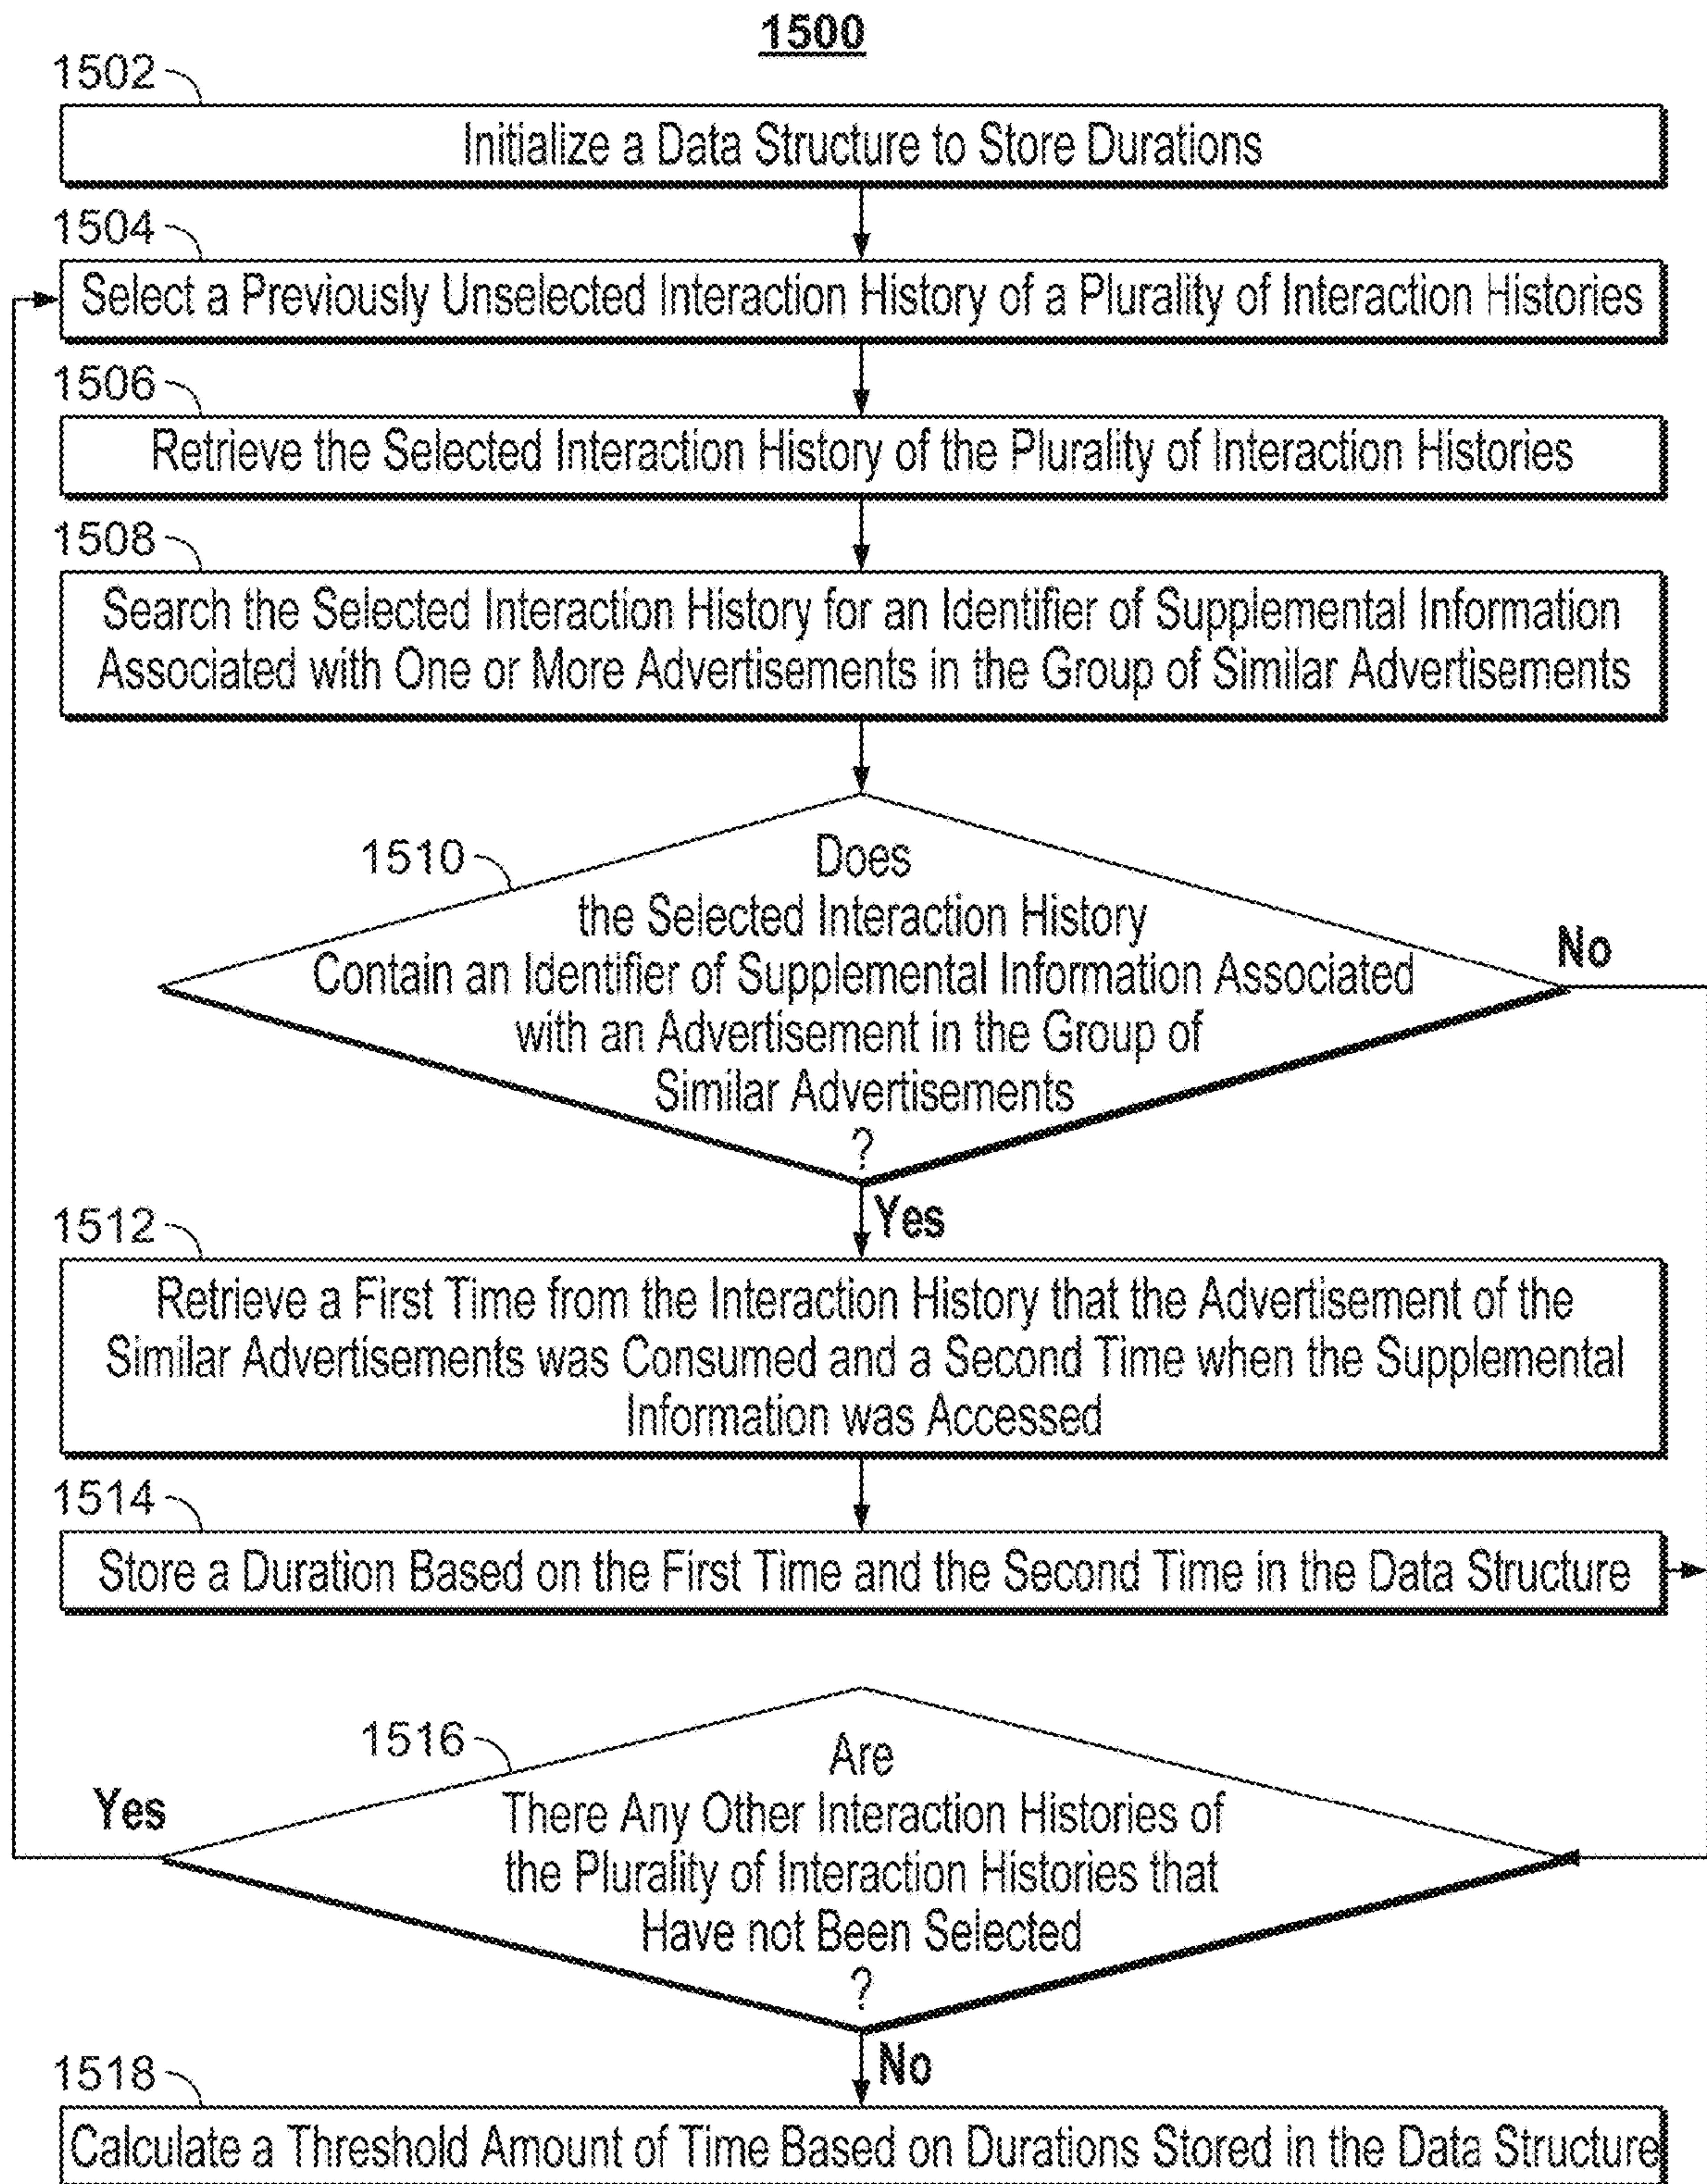 1500
1502
Initialize a Data Structure to Store Durations
1504
Select a Previously Unselected Interaction History of a Plurality of Interaction Histories
1506
Retrieve the Selected Interaction History of the Plurality of Interaction Histories
1508
Search the Selected Interaction History for an Identifier of Supplemental Information
Associated with One or More Advertisements in the Group of Similar Advertisements
1510
Does
the Selected Interaction History
Contain an Identifier of Supplemental Information Associated
with an Advertisement in the Group of
Similar Advertisements
?
No
Yes
1512
Retrieve a First Time from the Interaction History that the Advertisement of the
Similar Advertisements was Consumed and a Second Time when the Supplemental
Information was Accessed
1514
Store a Duration Based on the First Time and the Second Time in the Data Structure
1516
Are
There Any Other Interaction Histories of
the Plurality of Interaction Histories that
Have not Been Selected
?
Yes
No
1518
Calculate a Threshold Amount of Time Based on Durations Stored in the Data Structure